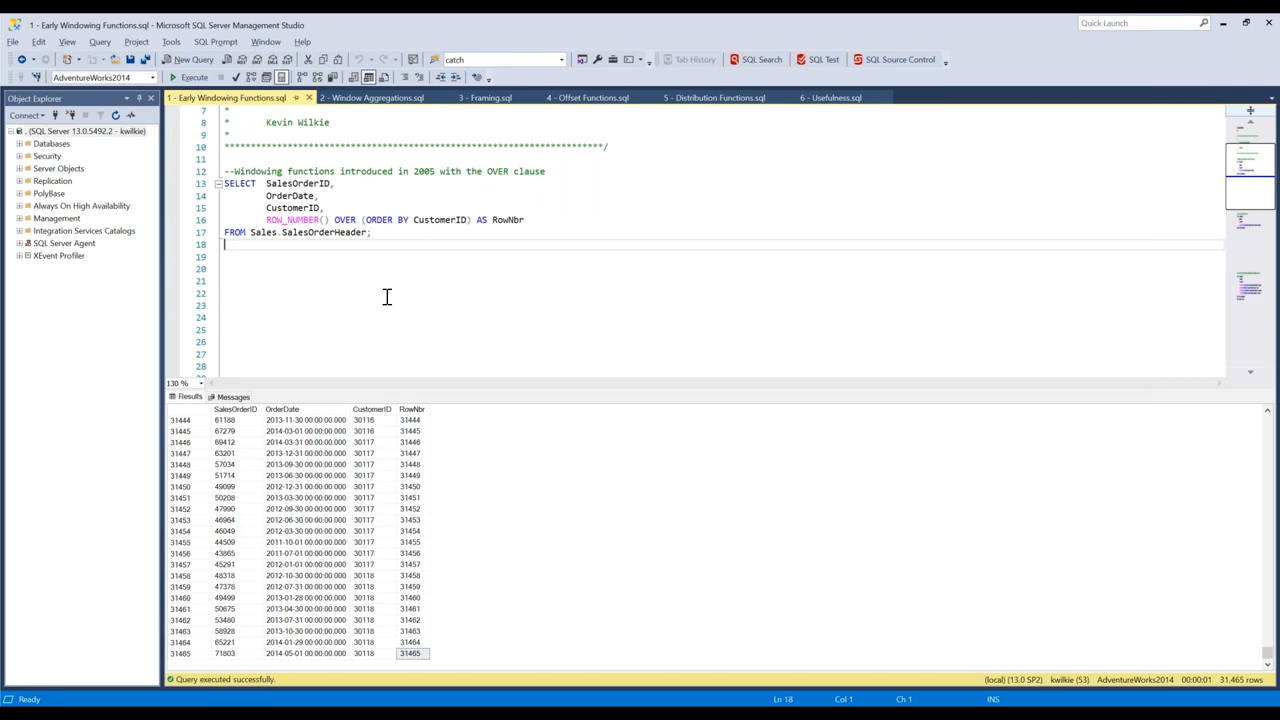 1 - Early Windowing Functions.sql - Microsoft SQL Server Management Studio
Quick Launch
File Edit View Query Project Tools SQL Prompt Window Help
New Query catch Tab History SQL Search SQL Test SQL Source Control
AdventureWorks2014 Execute
Object Explorer
1 - Early Windowing Functions.sql 2 - Window Aggregations.sql 3 - Framing.sql 4 - Offset Functions.sql 5 - Distribution Functions.sql 6 - Usefulness.sql
Connect
. (SQL Server 13.0.5492.2 - kwilkie)
Databases
Security
Server Objects
Replication
PolyBase
Always On High Availability
Management
Integration Services Catalogs
SQL Server Agent
XEvent Profiler
7 *
8 * Kevin Wilkie
9 *
10 ************************************************************************/
11
12 --Windowing functions introduced in 2005 with the OVER clause
13 SELECT SalesOrderID,
14 OrderDate,
15 CustomerID,
16 ROW_NUMBER() OVER (ORDER BY CustomerID) AS RowNbr
17 FROM Sales.SalesOrderHeader;
18
19
20
21
22
23
24
25
26
27
28
130 %
Results Messages
SalesOrderID OrderDate CustomerID RowNbr
31444 61188 2013-11-30 00:00:00.000 30116 31444
31445 67279 2014-03-01 00:00:00.000 30116 31445
31446 69412 2014-03-31 00:00:00.000 30117 31446
31447 63201 2013-12-31 00:00:00.000 30117 31447
31448 57034 2013-09-30 00:00:00.000 30117 31448
31449 51714 2013-06-30 00:00:00.000 30117 31449
31450 49099 2012-12-31 00:00:00.000 30117 31450
31451 50208 2013-03-30 00:00:00.000 30117 31451
31452 47990 2012-09-30 00:00:00.000 30117 31452
31453 46964 2012-06-30 00:00:00.000 30117 31453
31454 46049 2012-03-30 00:00:00.000 30117 31454
31455 44509 2011-10-01 00:00:00.000 30117 31455
31456 43865 2011-07-01 00:00:00.000 30117 31456
31457 45291 2012-01-01 00:00:00.000 30117 31457
31458 48318 2012-10-30 00:00:00.000 30118 31458
31459 47378 2012-07-31 00:00:00.000 30118 31459
31460 49499 2013-01-28 00:00:00.000 30118 31460
31461 50675 2013-04-30 00:00:00.000 30118 31461
31462 53480 2013-07-31 00:00:00.000 30118 31462
31463 58928 2013-10-30 00:00:00.000 30118 31463
31464 65221 2014-01-29 00:00:00.000 30118 31464
31465 71803 2014-05-01 00:00:00.000 30118 31465
Query executed successfully. (local) (13.0 SP2) kwilkie (53) AdventureWorks2014 00:00:01 31,465 rows
Ready Ln 18 Col 1 Ch 1 INS